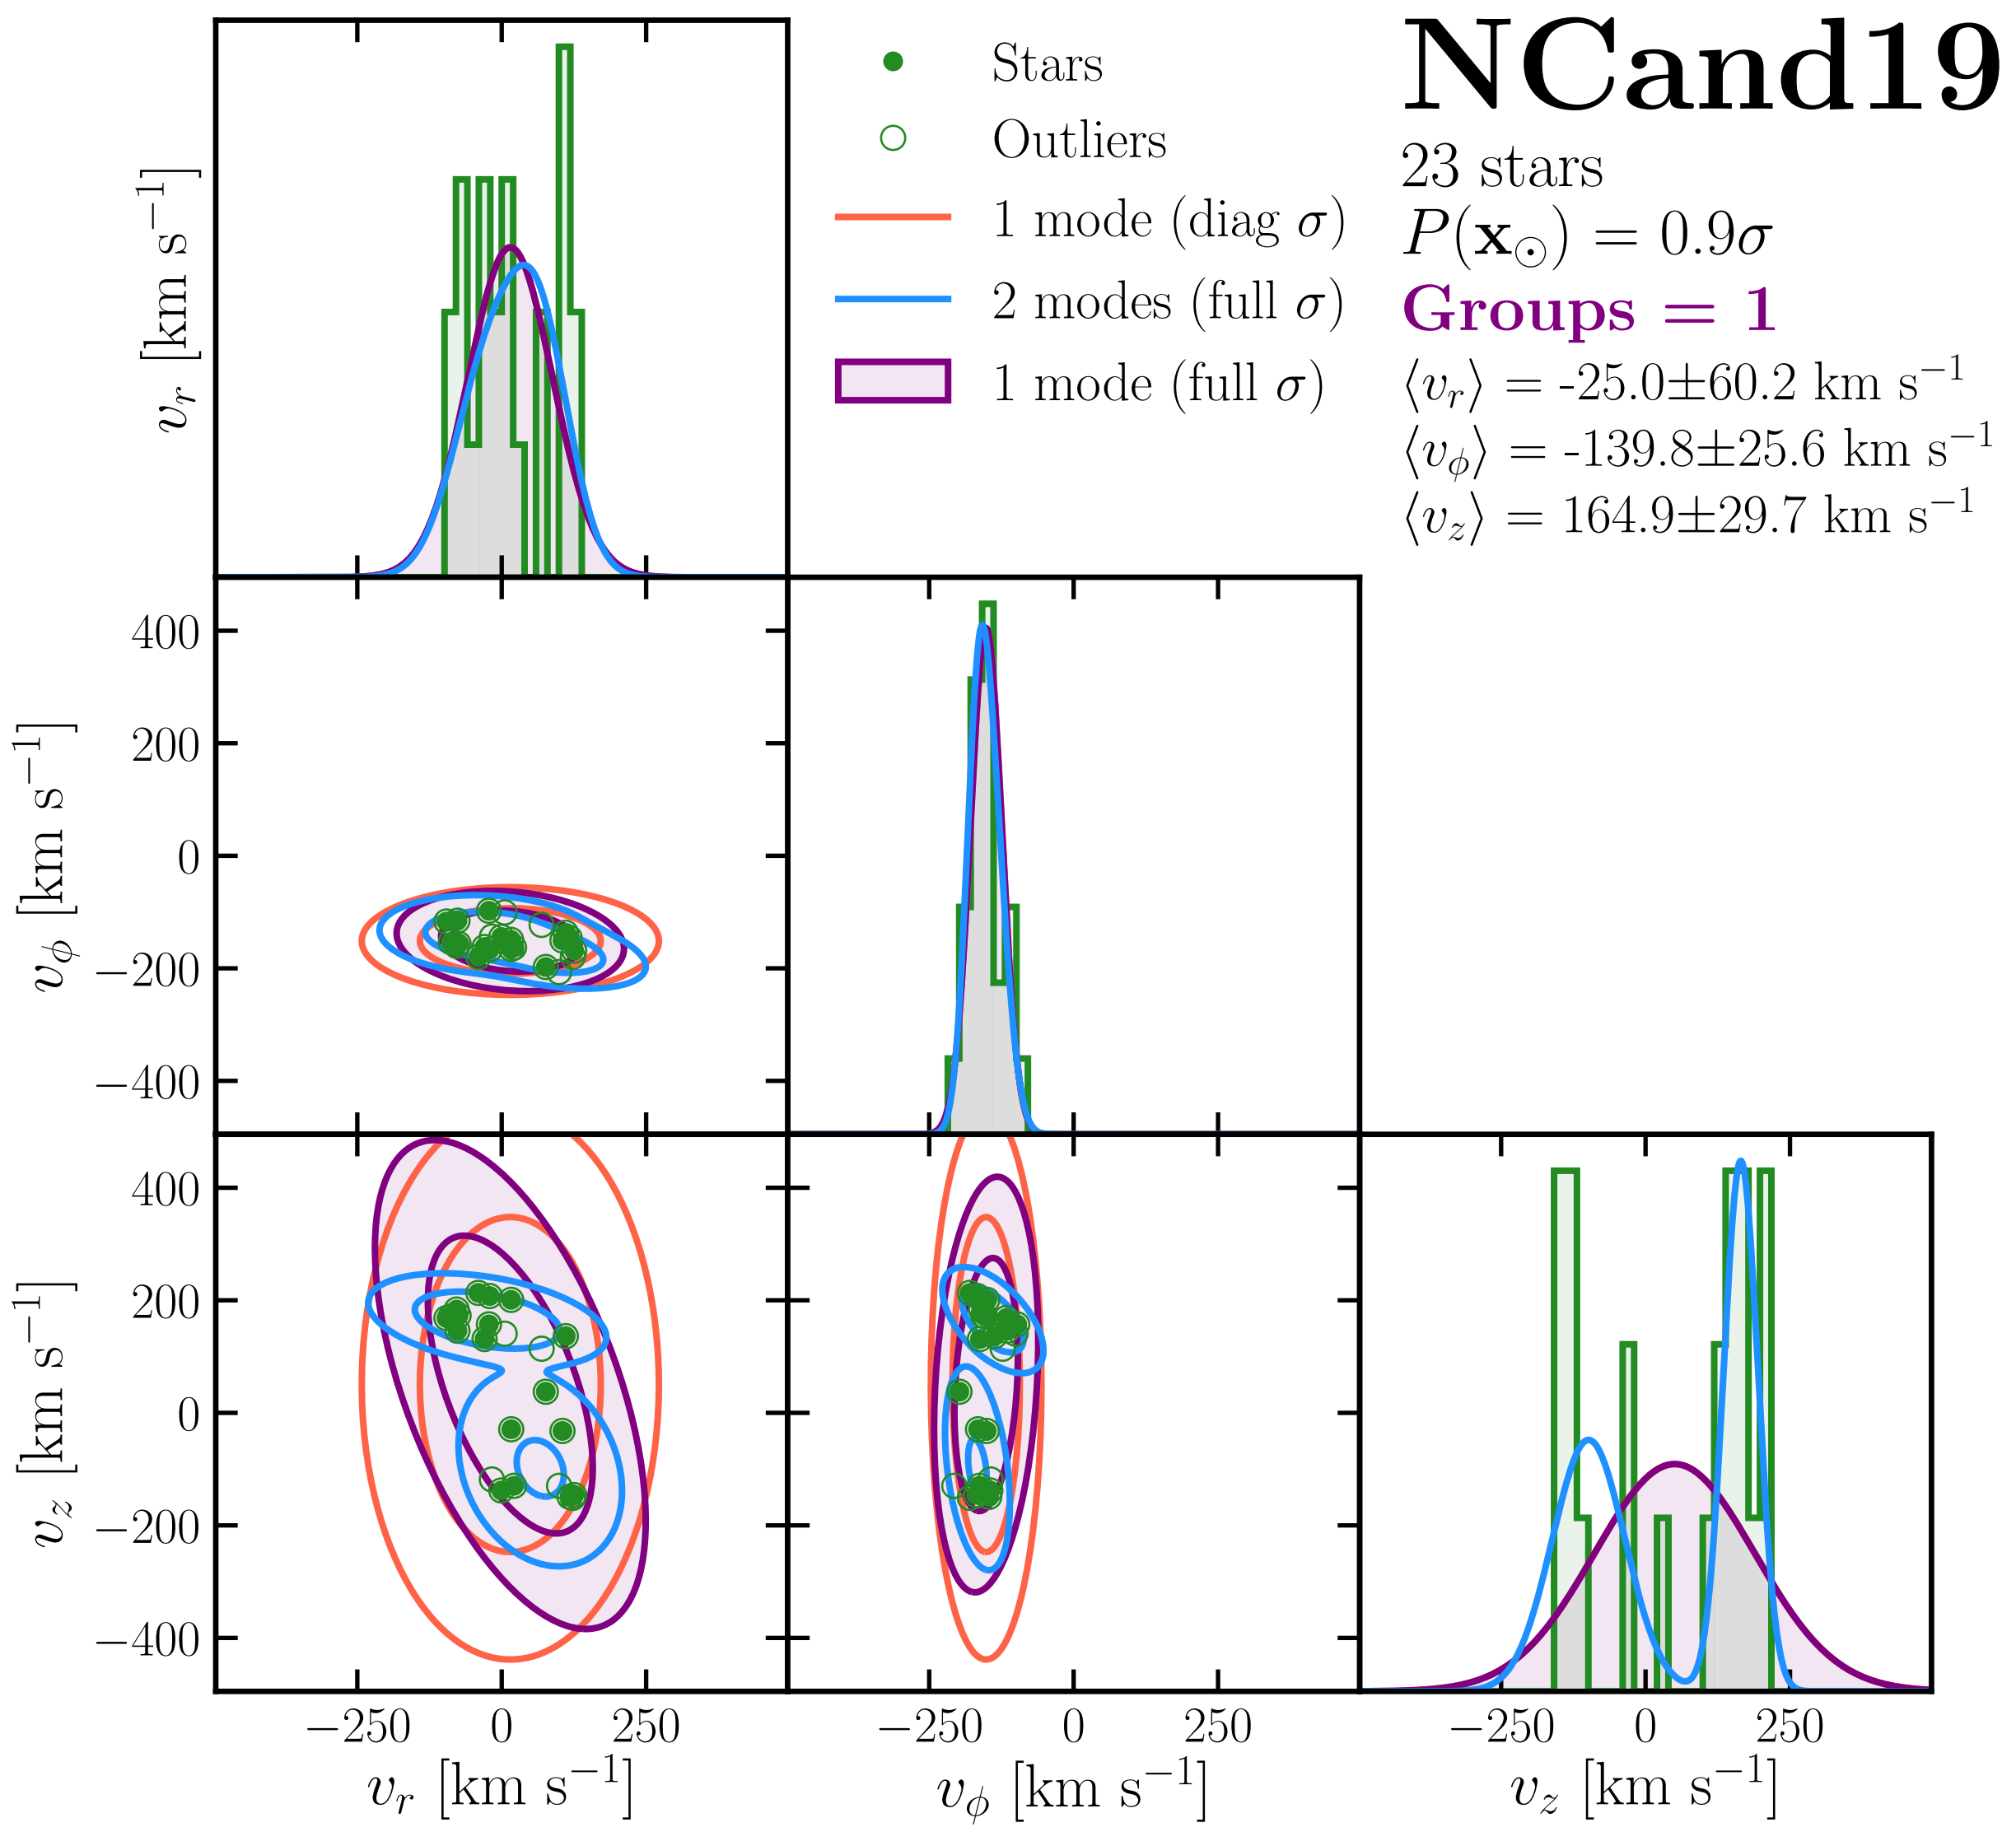 NCand19
23 stars
P(x⊙) = 0.9σ
Groups = 1
⟨v_r⟩ = -25.0±60.2 km s⁻¹
⟨v_ϕ⟩ = -139.8±25.6 km s⁻¹
⟨v_z⟩ = 164.9±29.7 km s⁻¹
Stars
Outliers
1 mode (diag σ)
2 modes (full σ)
1 mode (full σ)
v_r [km s⁻¹]
v_ϕ [km s⁻¹]
400
200
0
−200
−400
v_z [km s⁻¹]
400
200
0
−200
−400
−250 0 250
−250 0 250
−250 0 250
v_r [km s⁻¹]
v_ϕ [km s⁻¹]
v_z [km s⁻¹]